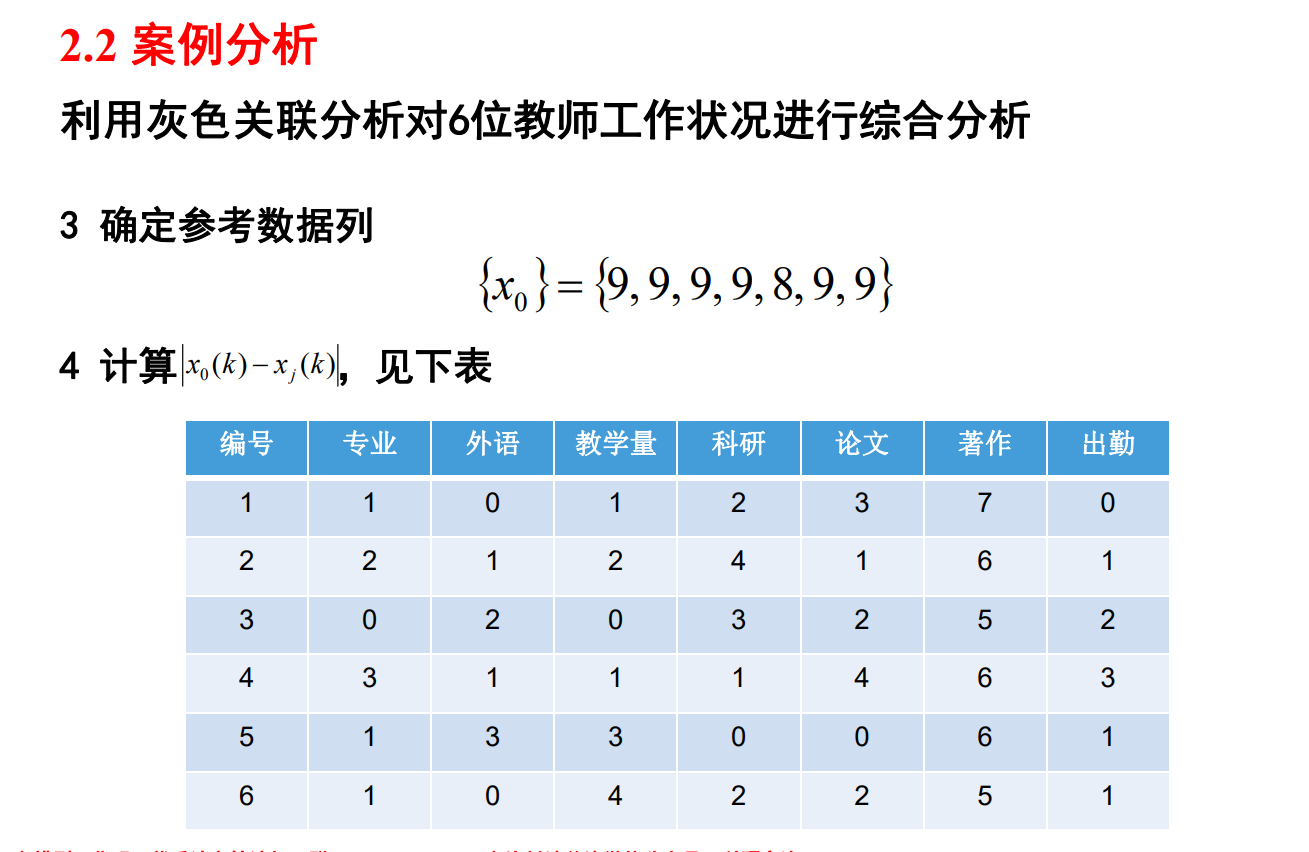 2.2 案例分析
利用灰色关联分析对6位教师工作状况进行综合分析
3 确定参考数据列
{x₀} = {9, 9, 9, 9, 8, 9, 9}
4 计算|x₀(k) − xⱼ(k)|，见下表
编号 专业 外语 教学量 科研 论文 著作 出勤
1 1 0 1 2 3 7 0
2 2 1 2 4 1 6 1
3 0 2 0 3 2 5 2
4 3 1 1 1 4 6 3
5 1 3 3 0 0 6 1
6 1 0 4 2 2 5 1